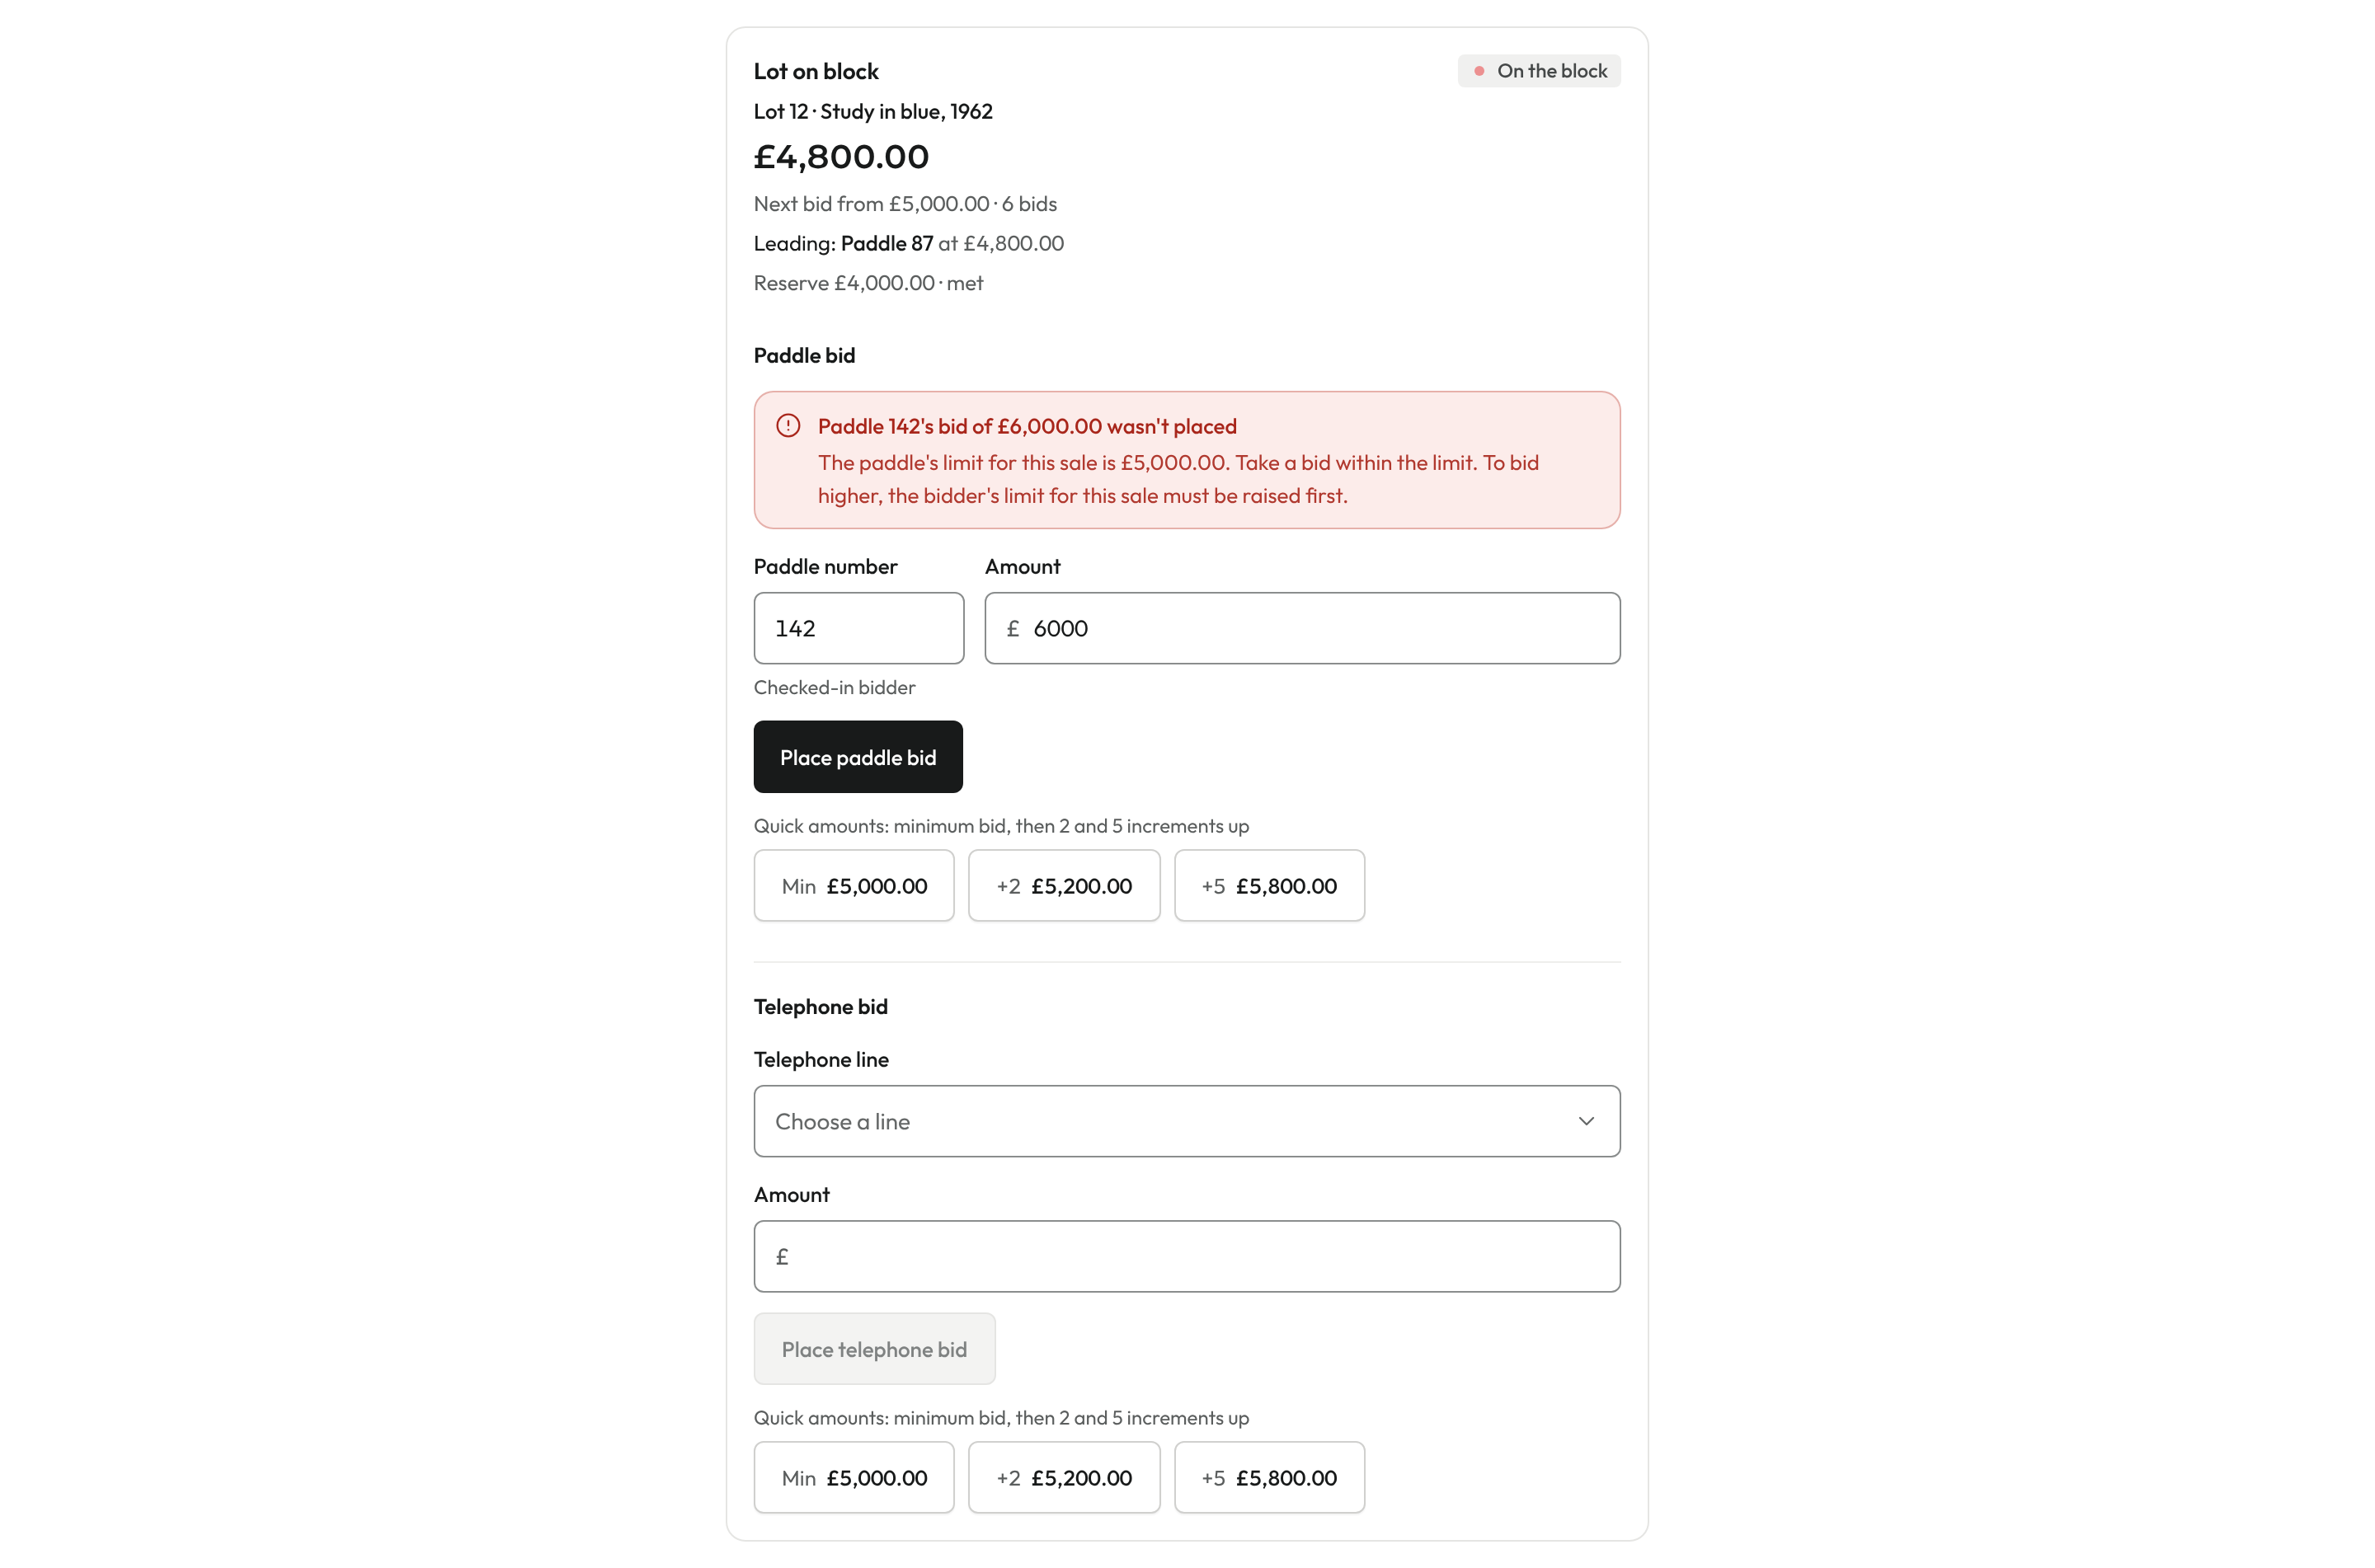 Lot on block
On the block
Lot 12 · Study in blue, 1962
£4,800.00
Next bid from £5,000.00 · 6 bids
Leading: Paddle 87 at £4,800.00
Reserve £4,000.00 · met
Paddle bid
Paddle 142's bid of £6,000.00 wasn't placed
The paddle's limit for this sale is £5,000.00. Take a bid within the limit. To bid
higher, the bidder's limit for this sale must be raised first.
Paddle number
Amount
142
£ 6000
Checked-in bidder
Place paddle bid
Quick amounts: minimum bid, then 2 and 5 increments up
Min £5,000.00
+2 £5,200.00
+5 £5,800.00
Telephone bid
Telephone line
Choose a line
Amount
£
Place telephone bid
Quick amounts: minimum bid, then 2 and 5 increments up
Min £5,000.00
+2 £5,200.00
+5 £5,800.00